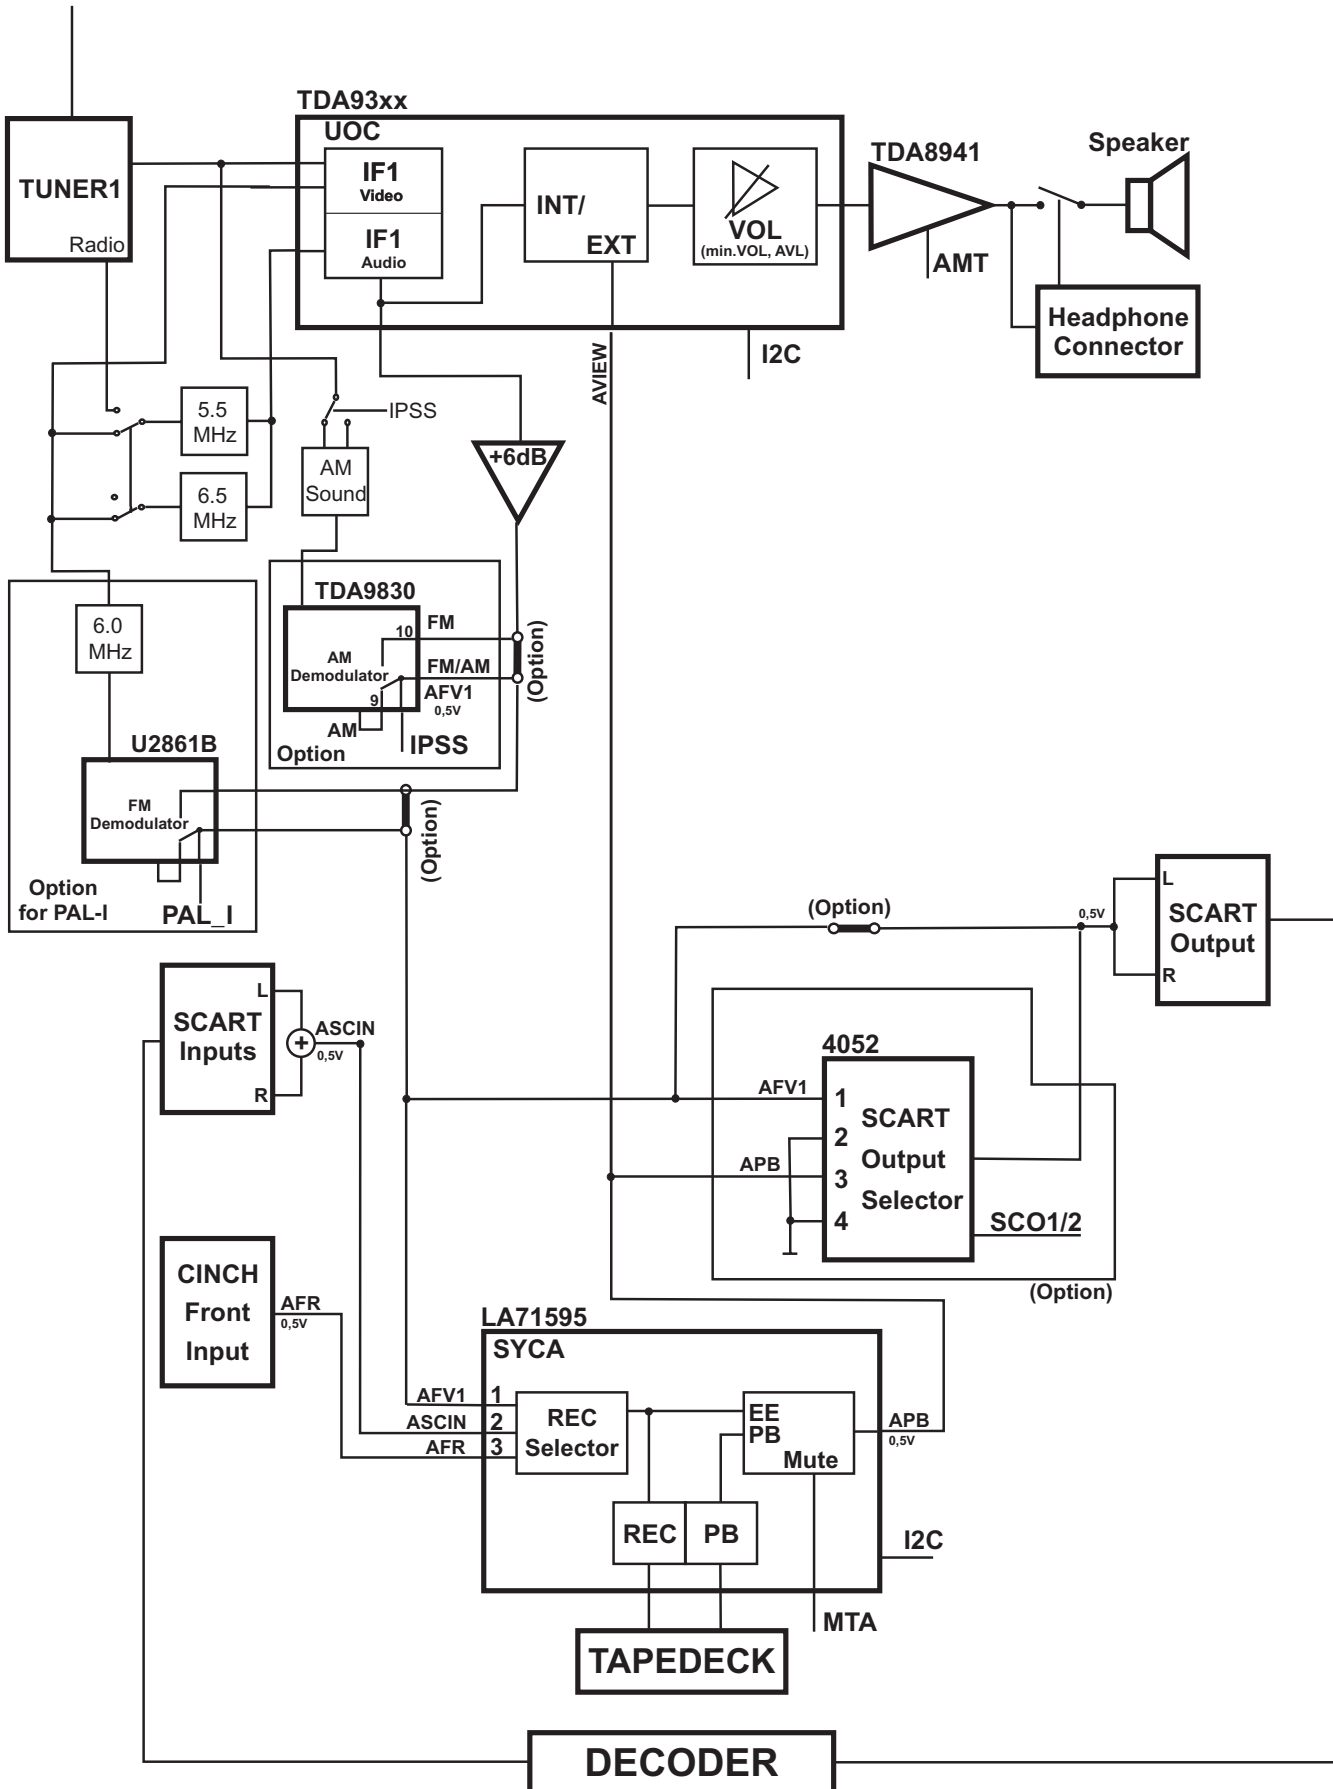 TDA93xx
UOC
TUNER1
Radio
IF1
Video
IF1
Audio
INT/
EXT
VOL
(min.VOL, AVL)
TDA8941
AMT
Speaker
Headphone
Connector
I2C
AVIEW
5.5
MHz
6.5
MHz
IPSS
AM
Sound
+6dB
TDA9830
10
FM
AM
Demodulator
FM/AM
AFV1
0,5V
9
AM
IPSS
Option
(Option)
6.0
MHz
U2861B
FM
Demodulator
Option
for PAL-I
PAL_I
(Option)
(Option)
0,5V
L
R
SCART
Output
SCART
Inputs
L
R
+
ASCIN
0,5V
4052
AFV1
1
2
APB
3
4
SCART
Output
Selector
SCO1/2
(Option)
CINCH
Front
Input
AFR
0,5V
LA71595
SYCA
AFV1
1
ASCIN
2
AFR
3
REC
Selector
EE
PB
Mute
APB
0,5V
REC
PB
I2C
MTA
TAPEDECK
DECODER